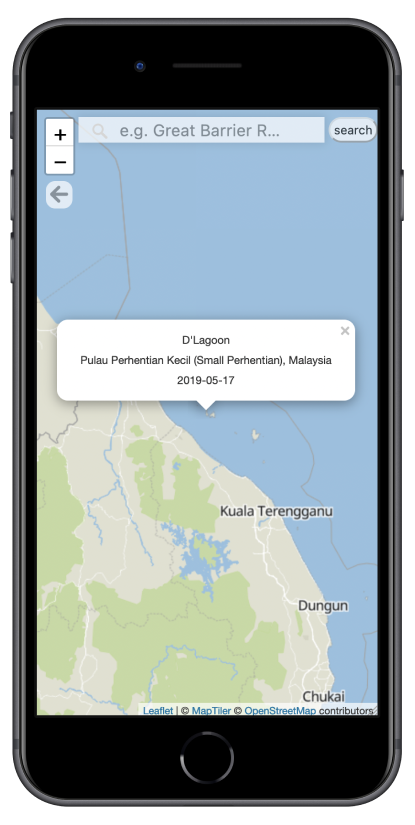 +
e.g. Great Barrier R...
search
−
×
D'Lagoon
Pulau Perhentian Kecil (Small Perhentian), Malaysia
2019-05-17
Kuala Terengganu
Dungun
Chukai
Leaflet | © MapTiler © OpenStreetMap contributors